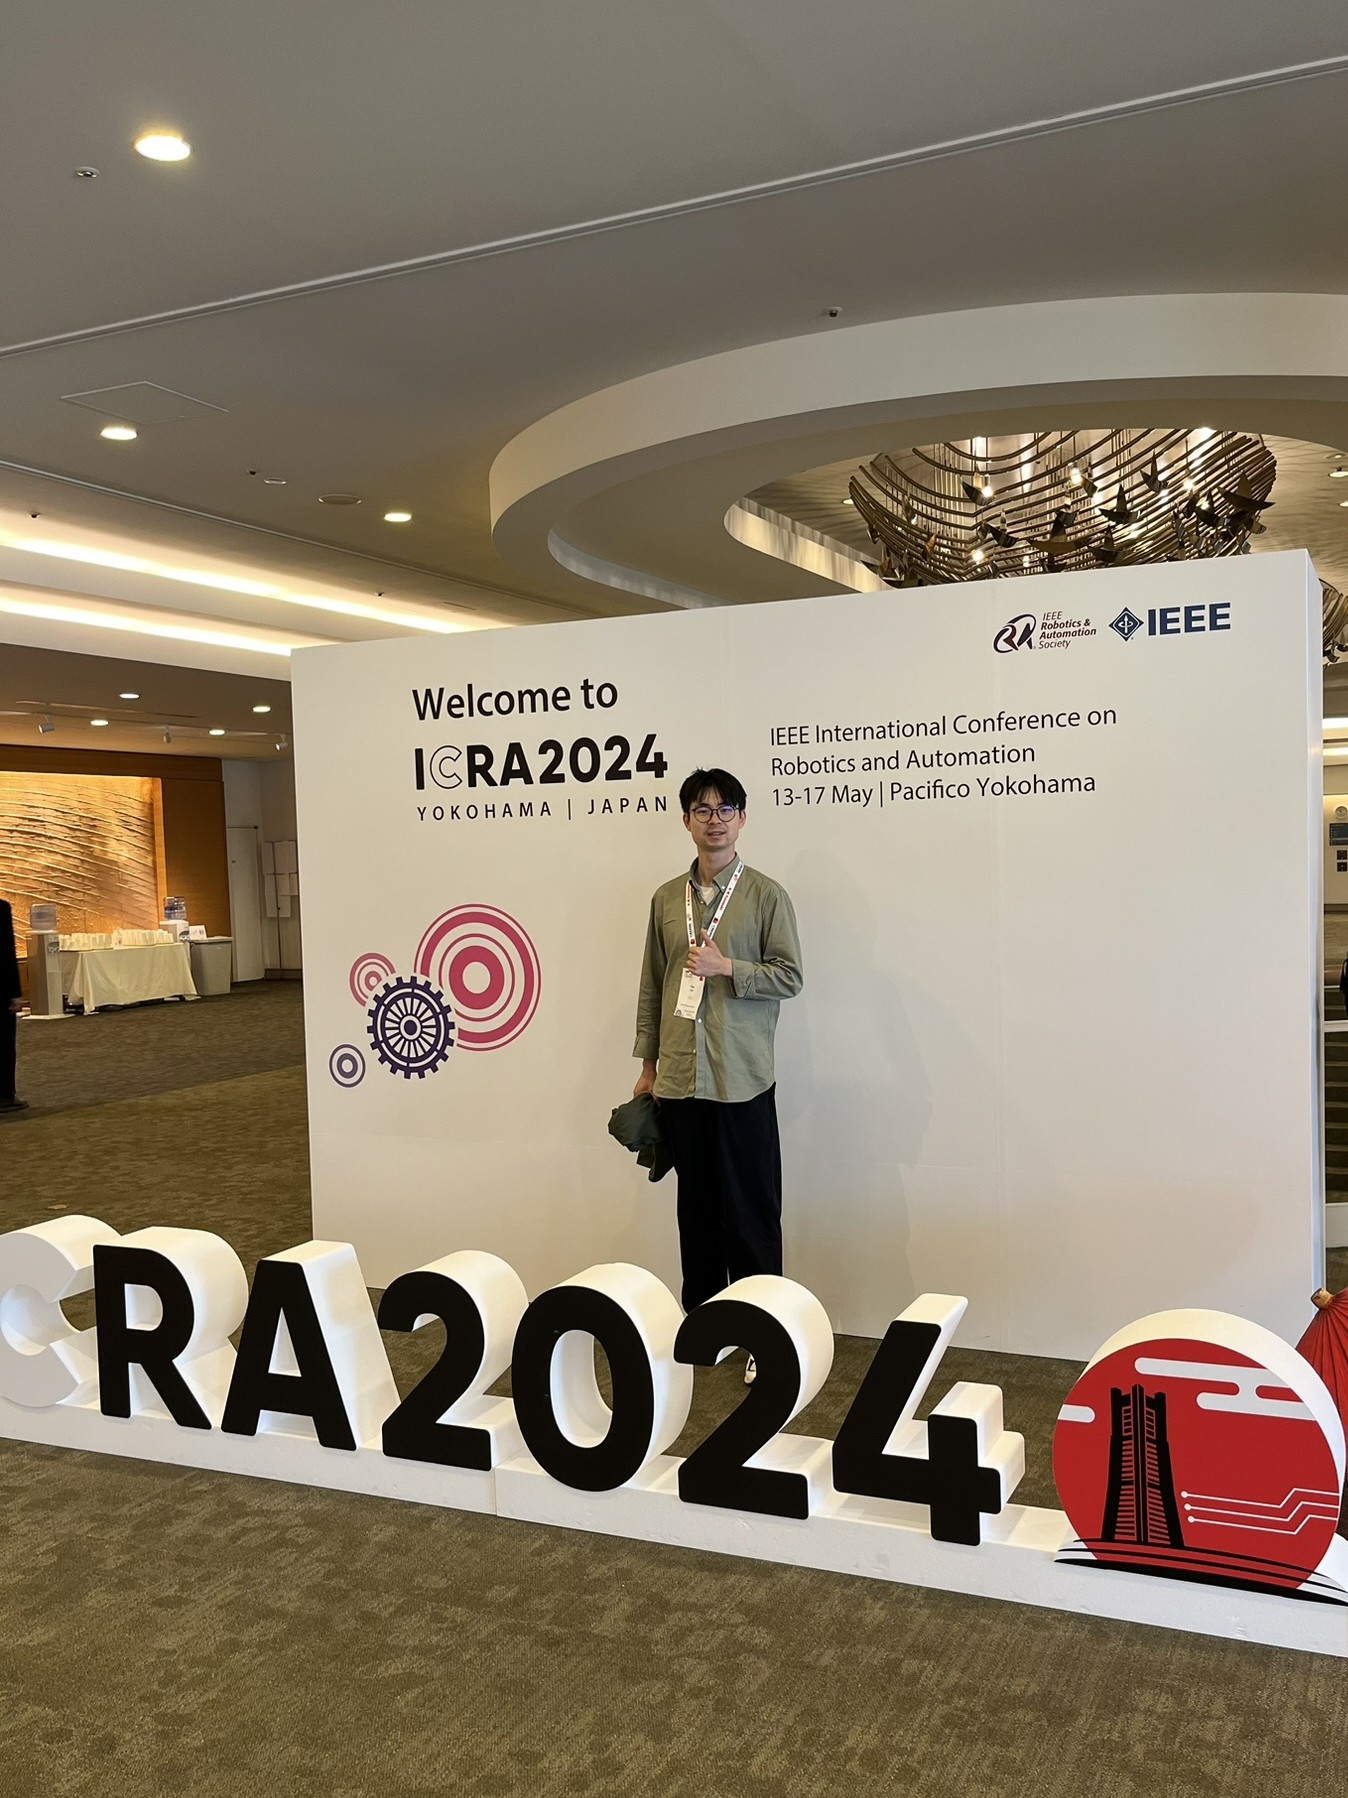 IEEE
Robotics &
Automation
Society
IEEE
Welcome to
ICRA2024
YOKOHAMA | JAPAN
IEEE International Conference on
Robotics and Automation
13-17 May | Pacifico Yokohama
CRA2024